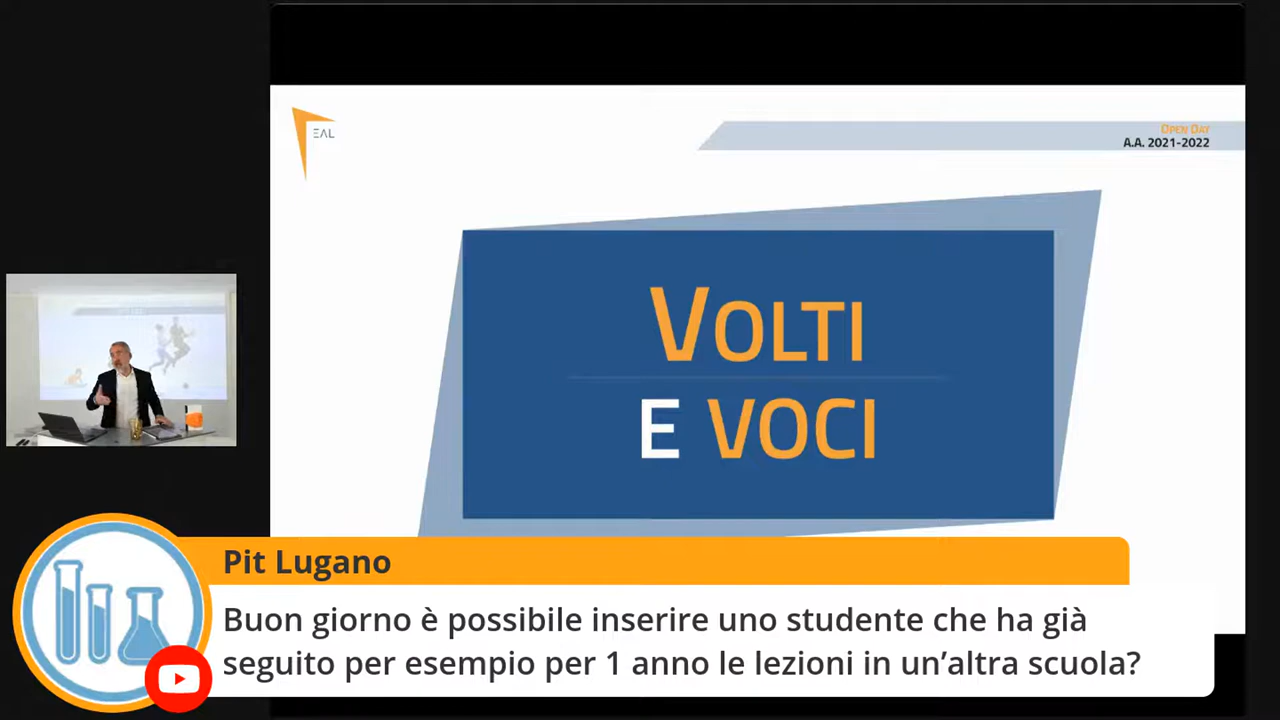 ΞΛL
OPEN DAY
A.A. 2021-2022
VOLTI
E VOCI
Pit Lugano
Buon giorno è possibile inserire uno studente che ha già
seguito per esempio per 1 anno le lezioni in un’altra scuola?